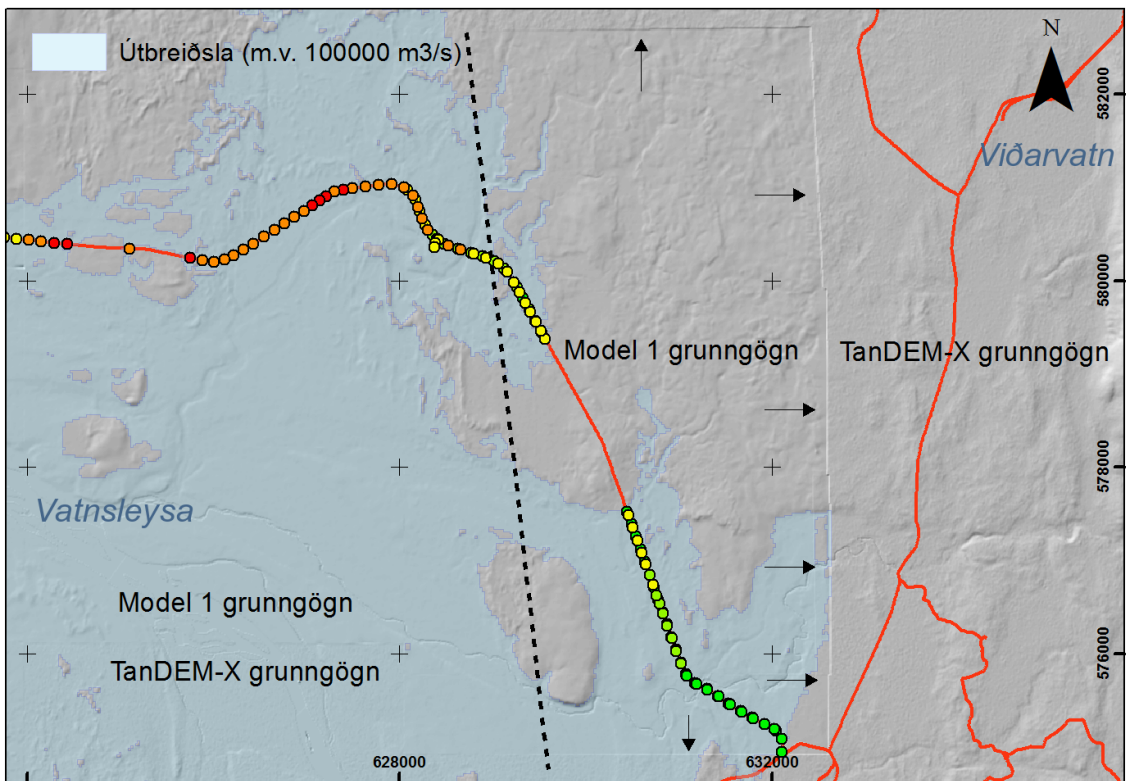 Útbreiðsla (m.v. 100000 m3/s)
N
582000
Viðarvatn
580000
Model 1 grunngögn
TanDEM-X grunngögn
578000
Vatnsleysa
Model 1 grunngögn
TanDEM-X grunngögn
576000
628000
632000